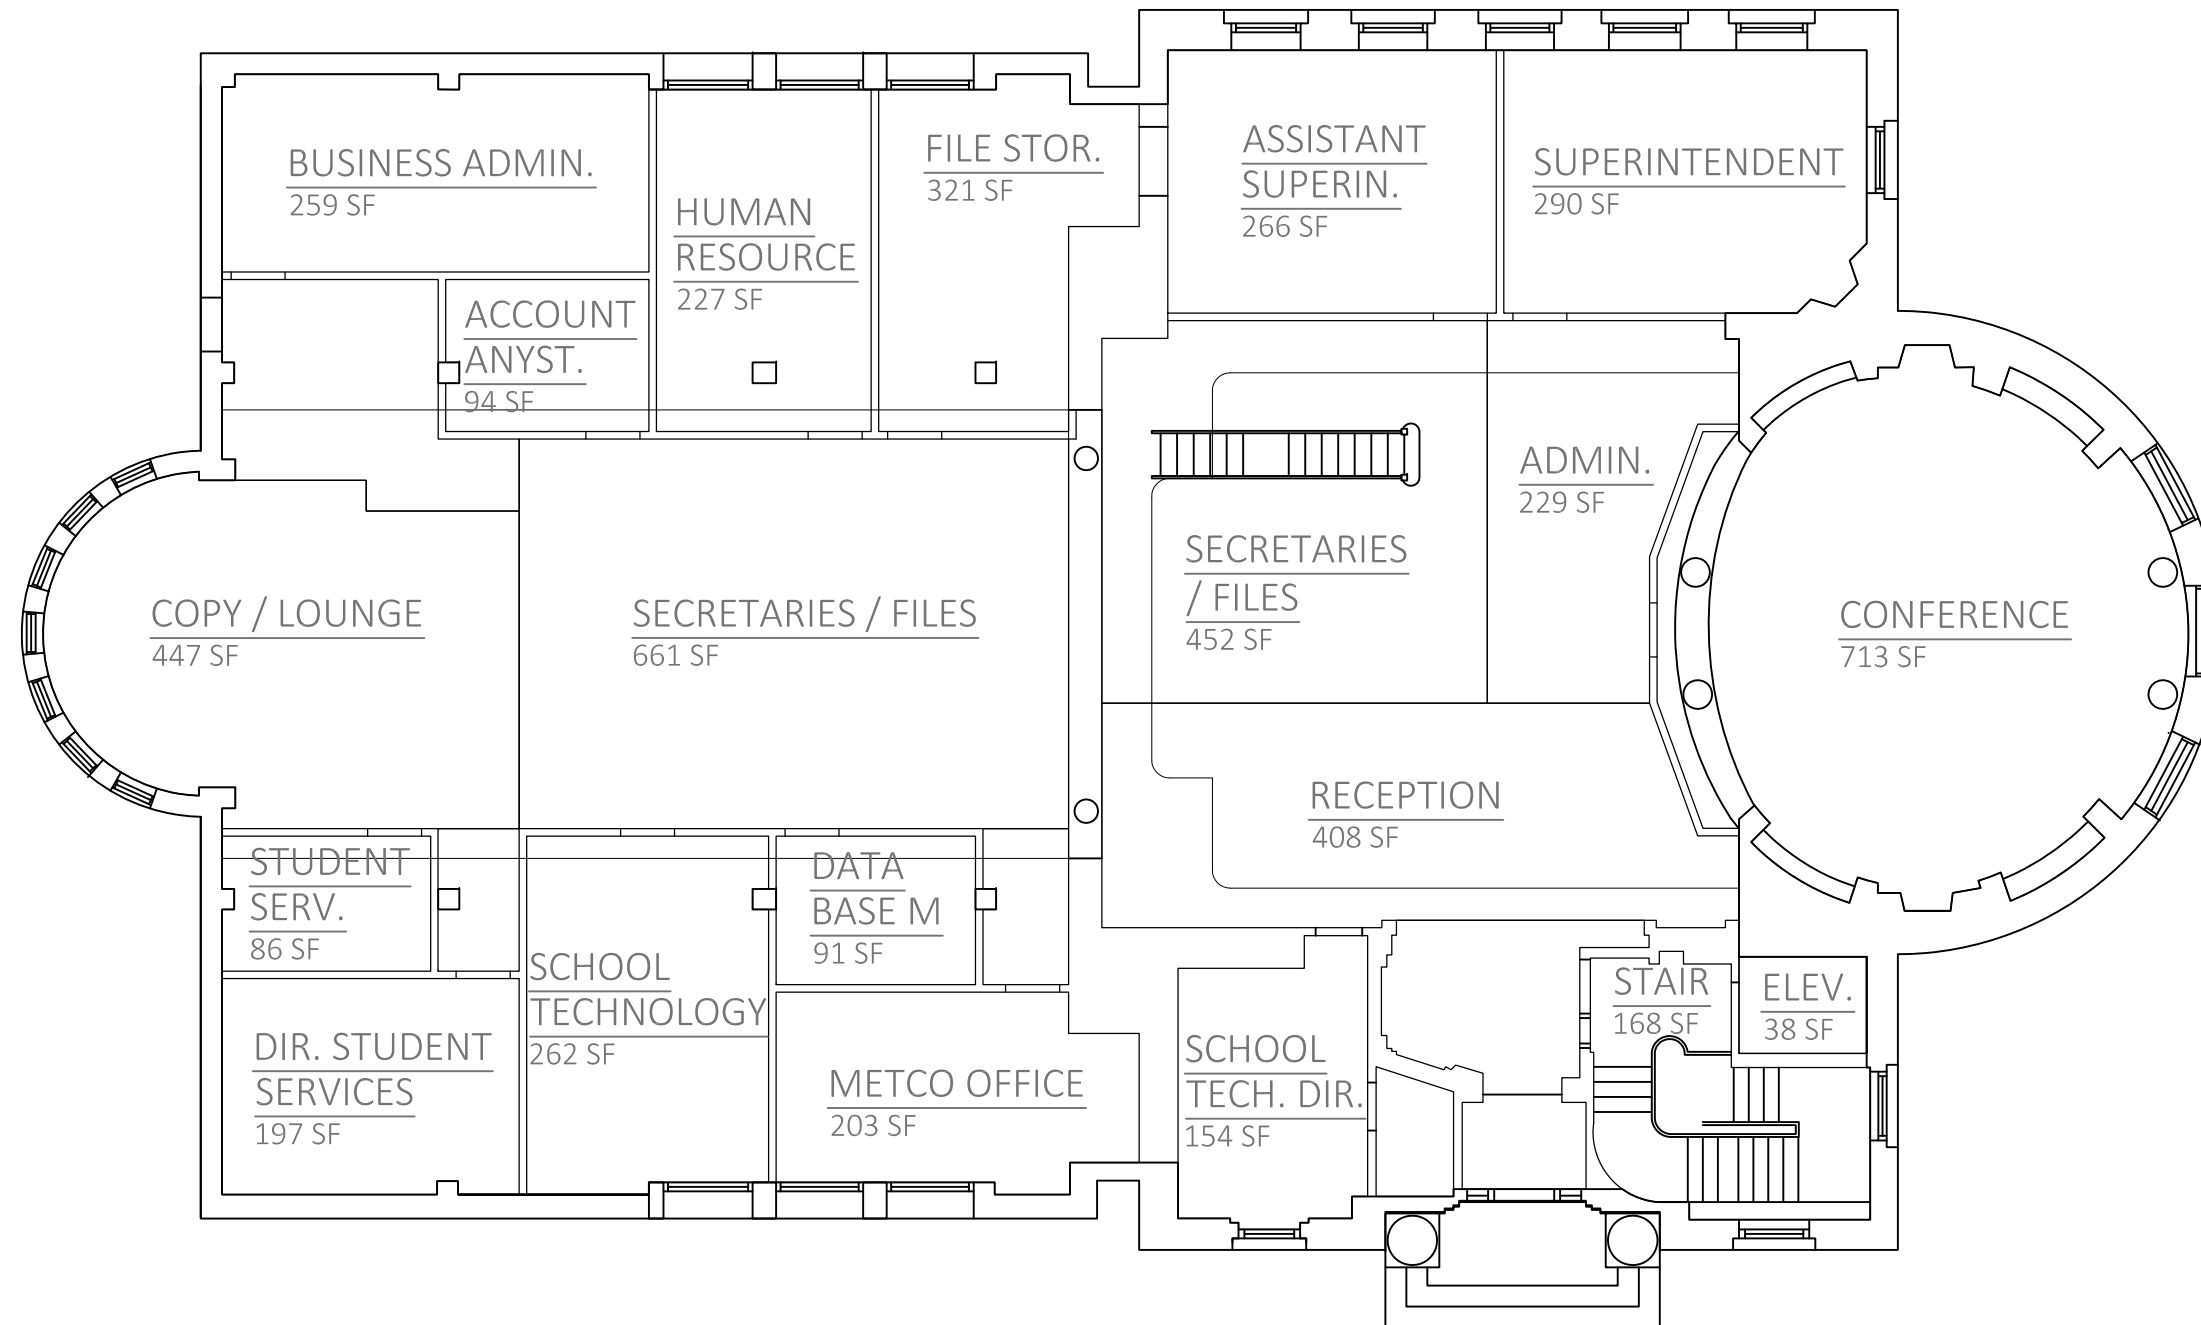 BUSINESS ADMIN.
259 SF
HUMAN
RESOURCE
227 SF
FILE STOR.
321 SF
ASSISTANT
SUPERIN.
266 SF
SUPERINTENDENT
290 SF
ACCOUNT
ANYST.
94 SF
COPY / LOUNGE
447 SF
SECRETARIES / FILES
661 SF
SECRETARIES
/ FILES
452 SF
ADMIN.
229 SF
CONFERENCE
713 SF
RECEPTION
408 SF
STUDENT
SERV.
86 SF
DIR. STUDENT
SERVICES
197 SF
SCHOOL
TECHNOLOGY
262 SF
DATA
BASE M
91 SF
METCO OFFICE
203 SF
SCHOOL
TECH. DIR.
154 SF
STAIR
168 SF
ELEV.
38 SF